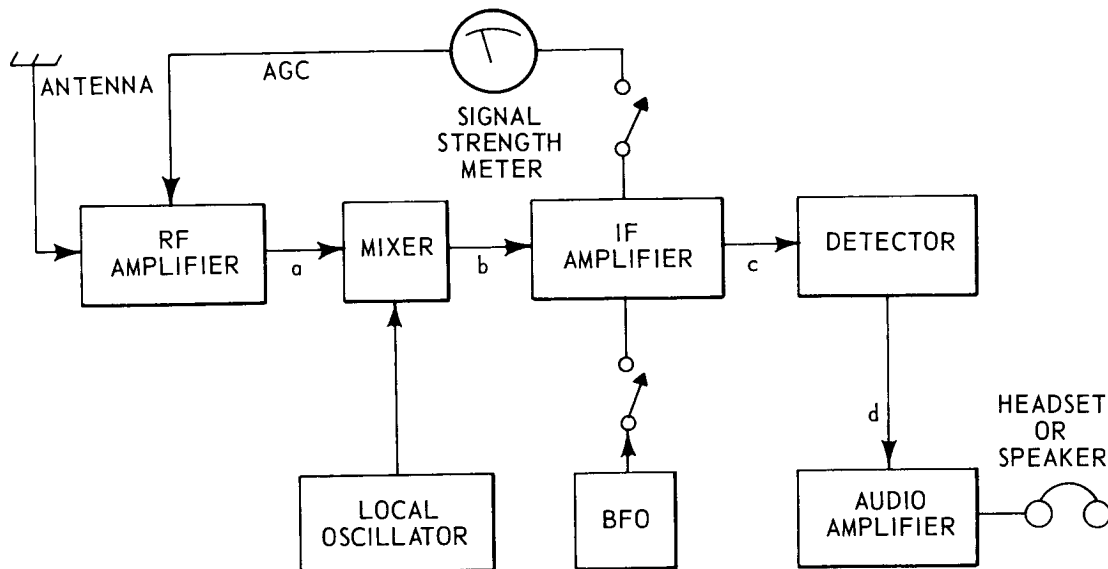 ANTENNA
AGC
SIGNAL
STRENGTH
METER
RF
AMPLIFIER
a
MIXER
b
IF
AMPLIFIER
c
DETECTOR
d
LOCAL
OSCILLATOR
BFO
AUDIO
AMPLIFIER
HEADSET
OR
SPEAKER